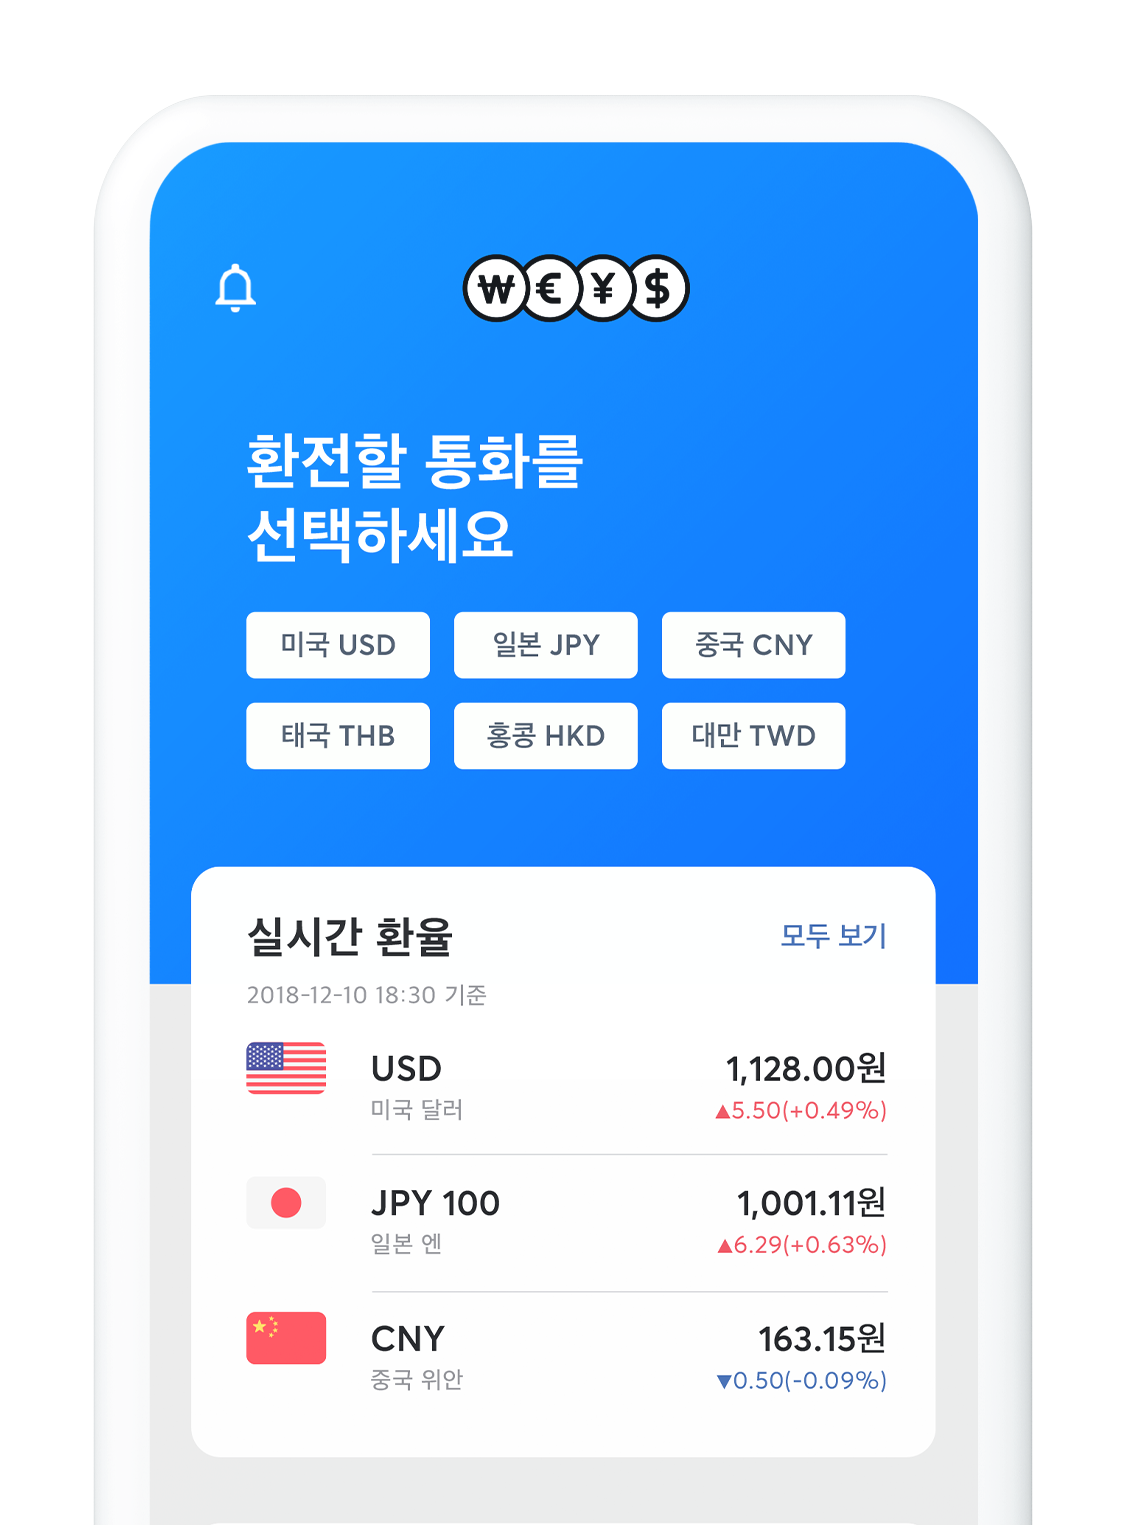 ₩ € ¥ $
환전할 통화를
선택하세요
미국 USD 일본 JPY 중국 CNY
태국 THB 홍콩 HKD 대만 TWD
실시간 환율 모두 보기
2018-12-10 18:30 기준
USD 1,128.00원
미국 달러 ▲5.50(+0.49%)
JPY 100 1,001.11원
일본 엔 ▲6.29(+0.63%)
CNY 163.15원
중국 위안 ▼0.50(-0.09%)